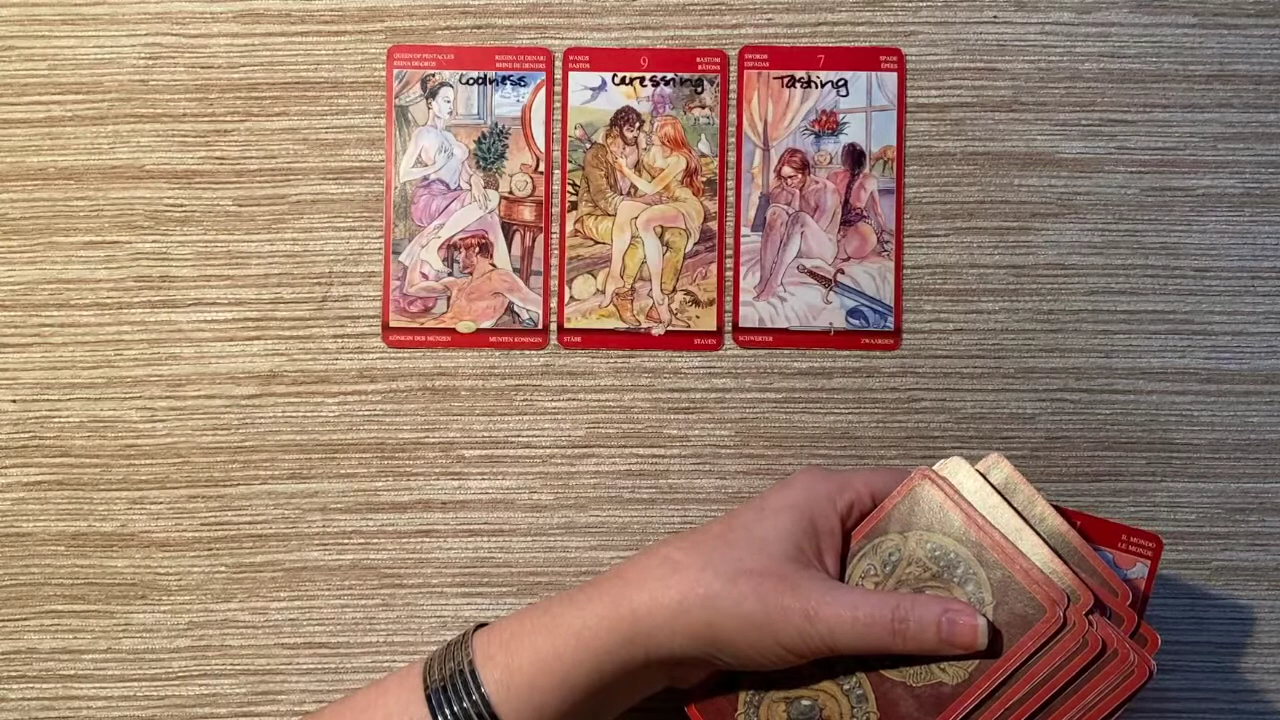 QUEEN OF PENTACLES REGINA DI DENARI
REINA DE OROS REINE DE DENIERS
Coolness
KÖNIGIN DER MÜNZEN MUNTEN KONINGIN
WANDS 9 BASTONI
BASTOS BÂTONS
Caressing
STÄBE STAVEN
SWORDS 7 SPADE
ESPADAS ÉPÉES
Tasting
SCHWERTER ZWAARDEN
IL MONDO
LE MONDE